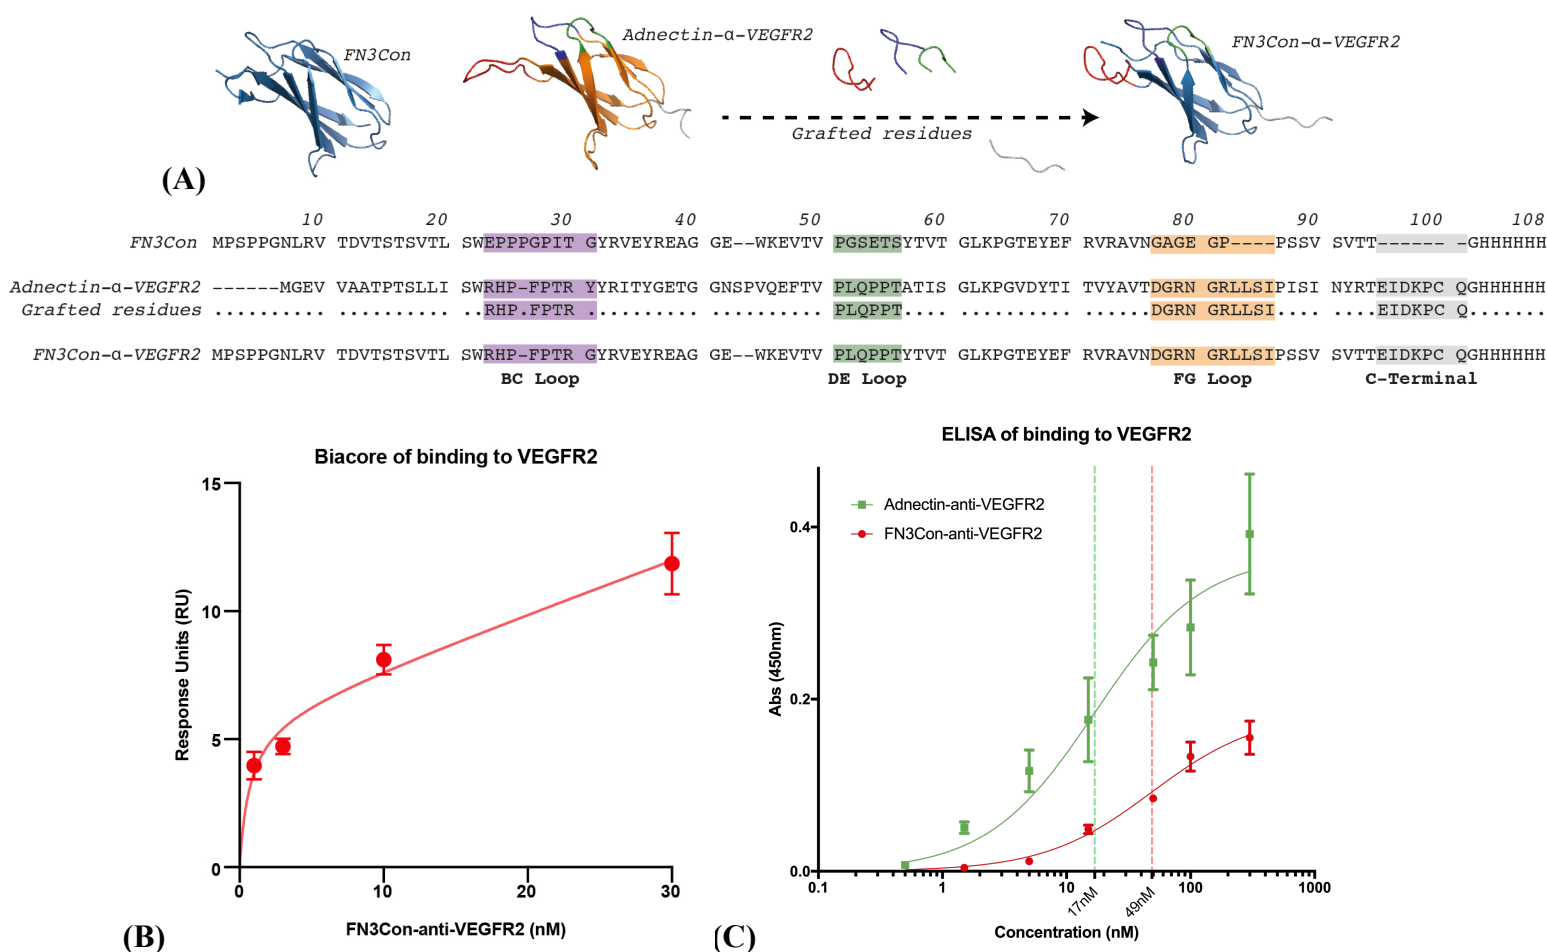 FN3Con
Adnectin-α-VEGFR2
FN3Con-α-VEGFR2
Grafted residues
(A)
10 20 30 40 50 60 70 80 90 100 108
FN3Con MPSPPGNLRV TDVTSTSVTL SWEPPPGPIT GYRVEYREAG GE--WKEVTV PGSETSYTVT GLKPGTEYEF RVRAVNGAGE GP----PSSV SVTT------ -GHHHHHH
Adnectin-α-VEGFR2 ------MGEV VAATPTSLLI SWRHP-FPTR YYRITYGETG GNSPVQEFTV PLQPPTATIS GLKPGVDYTI TVYAVTDGRN GRLLSIPISI NYRTEIDKPC QGHHHHHH
Grafted residues .......... .......... ..RHP.FPTR .......... .......... PLQPPT.... .......... ......DGRN GRLLSI.... ....EIDKPC Q.......
FN3Con-α-VEGFR2 MPSPPGNLRV TDVTSTSVTL SWRHP-FPTR GYRVEYREAG GE--WKEVTV PLQPPTYTVT GLKPGTEYEF RVRAVNDGRN GRLLSIPSSV SVTTEIDKPC QGHHHHHH
BC Loop DE Loop FG Loop C-Terminal
Biacore of binding to VEGFR2
15
10
5
0
Response Units (RU)
0 10 20 30
FN3Con-anti-VEGFR2 (nM)
(B)
ELISA of binding to VEGFR2
Adnectin-anti-VEGFR2
FN3Con-anti-VEGFR2
0.4
0.2
0.0
Abs (450nm)
0.1 1 10 100 1000
17nM 49nM
Concentration (nM)
(C)